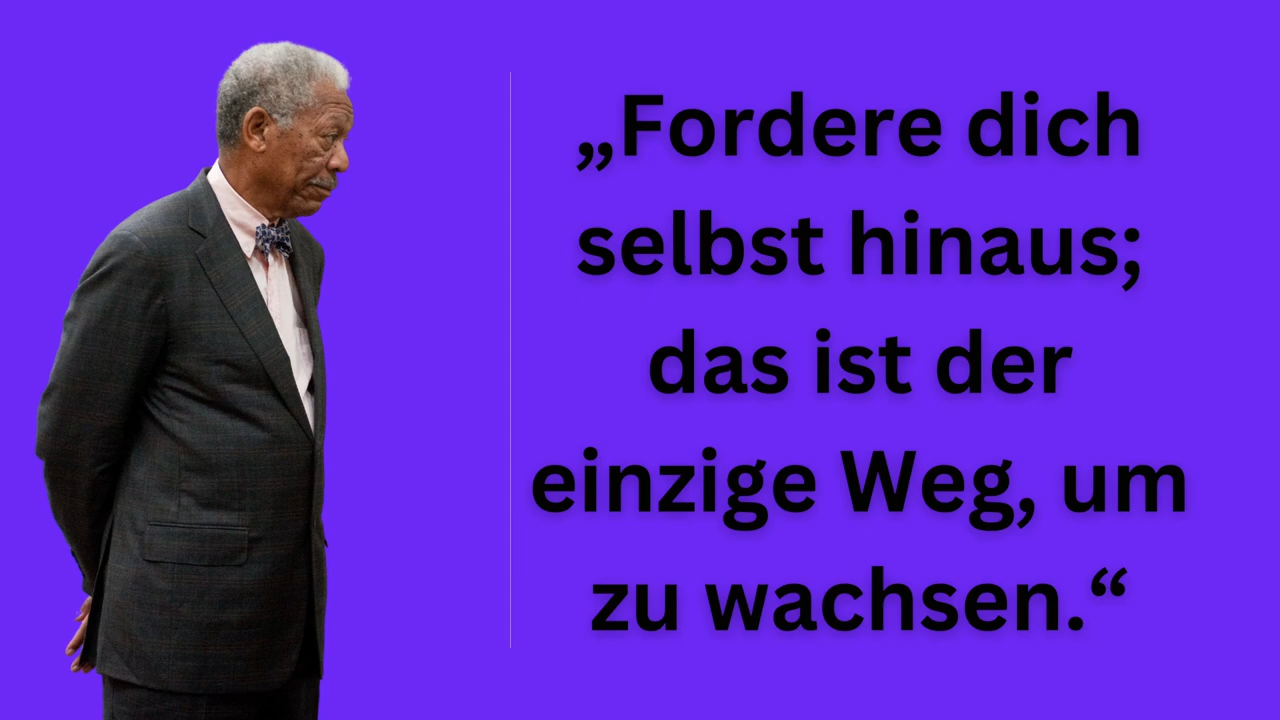 „Fordere dich
selbst hinaus;
das ist der
einzige Weg, um
zu wachsen.“